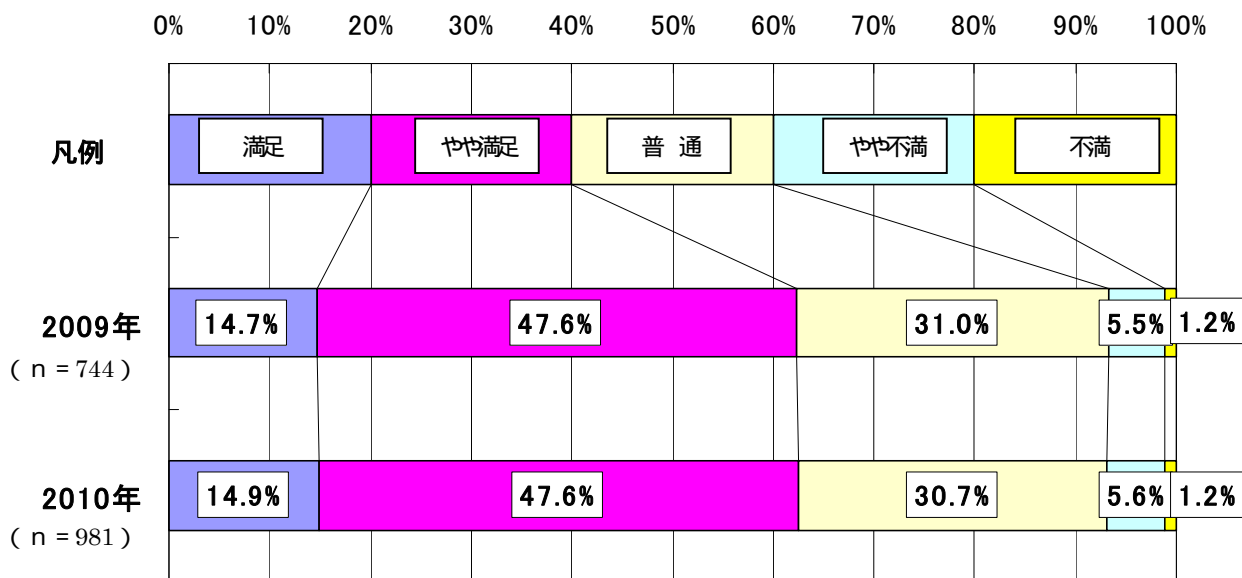 0% 10% 20% 30% 40% 50% 60% 70% 80% 90% 100%
凡例 満足 やや満足 普 通 やや不満 不満
2009年 14.7% 47.6% 31.0% 5.5% 1.2%
( n = 744 )
2010年 14.9% 47.6% 30.7% 5.6% 1.2%
( n = 981 )